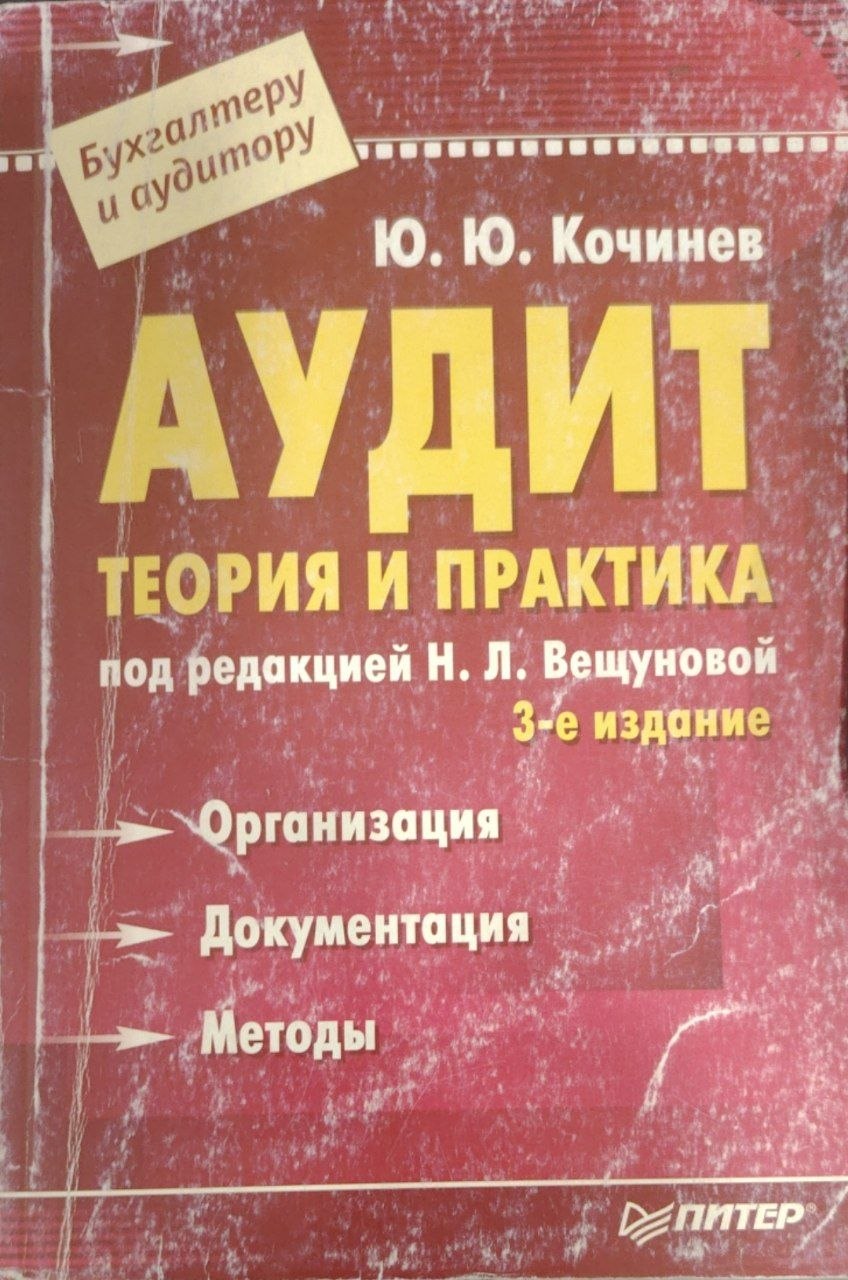 Бухгалтеру
и аудитору
Ю. Ю. Кочинев
АУДИТ
ТЕОРИЯ И ПРАКТИКА
под редакцией Н. Л. Вещуновой
3-е издание
Организация
Документация
Методы
ПИТЕР®